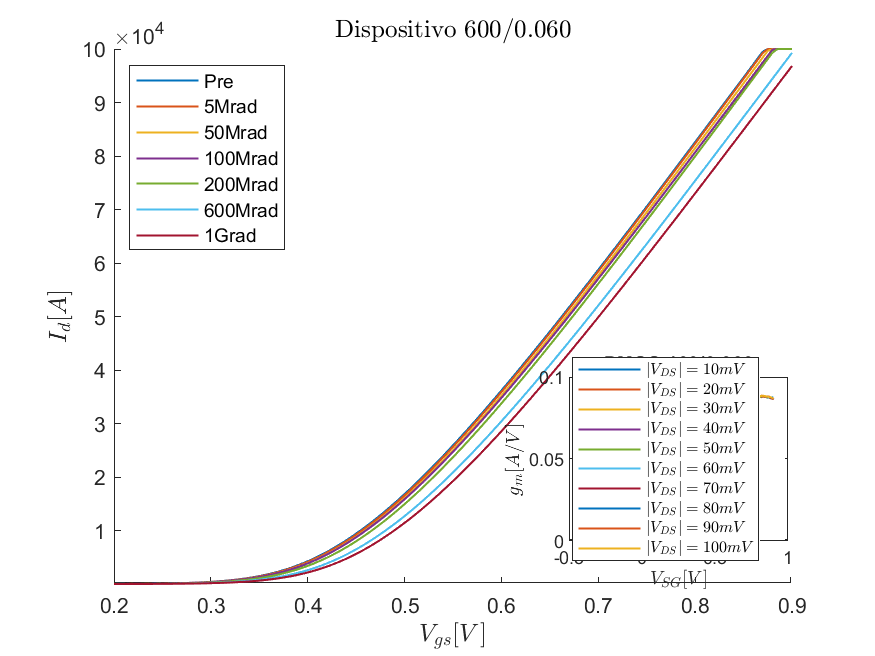 Dispositivo 600/0.060
×10⁴
10
9
8
7
6
5
4
3
2
1
I_d[A]
Pre
5Mrad
50Mrad
100Mrad
200Mrad
600Mrad
1Grad
0.1
0.05
0
g_m[A/V]
|V_DS| = 10mV
|V_DS| = 20mV
|V_DS| = 30mV
|V_DS| = 40mV
|V_DS| = 50mV
|V_DS| = 60mV
|V_DS| = 70mV
|V_DS| = 80mV
|V_DS| = 90mV
|V_DS| = 100mV
1
V_SG[V]
0.2 0.3 0.4 0.5 0.6 0.7 0.8 0.9
V_gs[V]